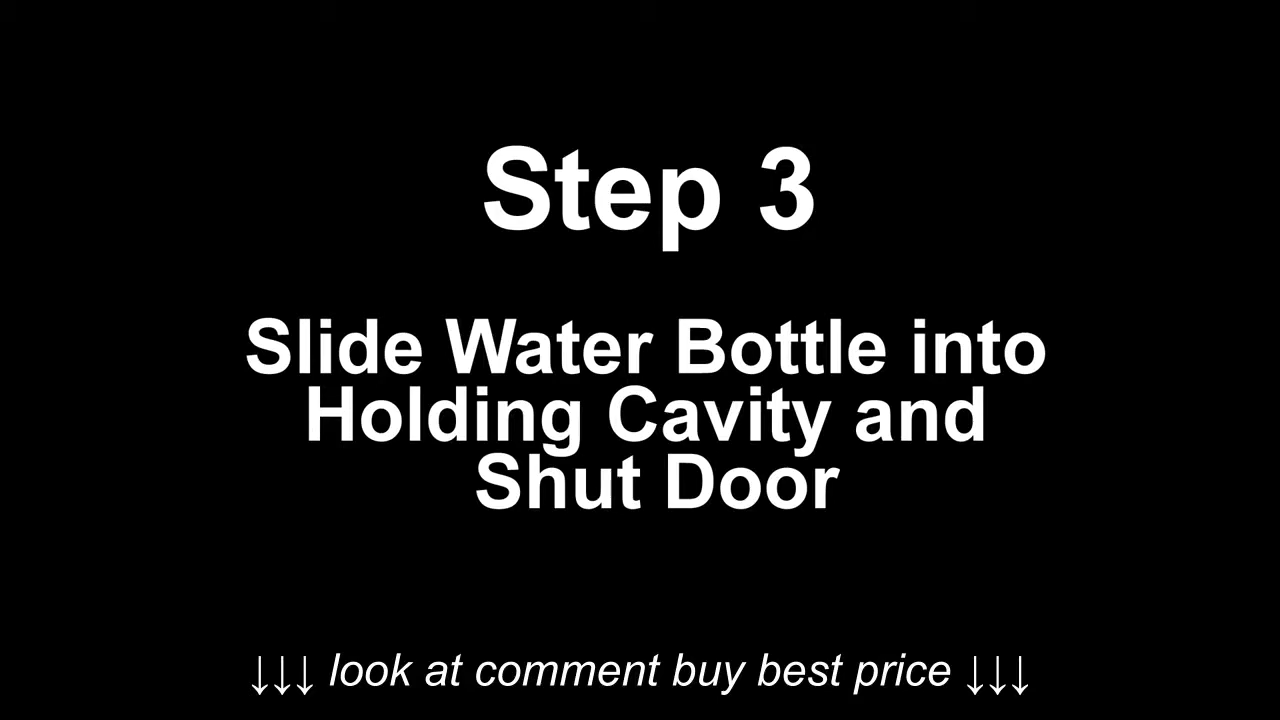 Step 3
Slide Water Bottle into
Holding Cavity and
Shut Door
↓↓↓ look at comment buy best price ↓↓↓